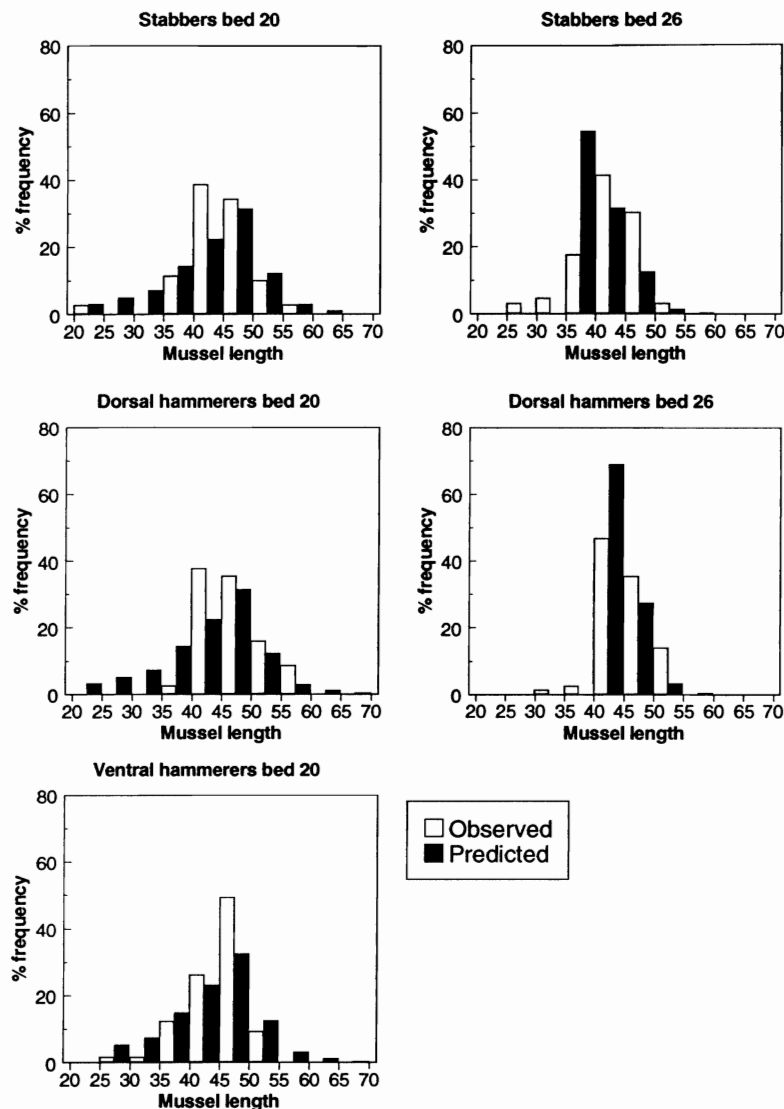 Stabbers bed 20
80
60
40
20
0
% frequency
20 25 30 35 40 45 50 55 60 65 70
Mussel length
Stabbers bed 26
80
60
40
20
0
% frequency
20 25 30 35 40 45 50 55 60 65 70
Mussel length
Dorsal hammerers bed 20
80
60
40
20
0
% frequency
20 25 30 35 40 45 50 55 60 65 70
Mussel length
Dorsal hammers bed 26
80
60
40
20
0
% frequency
20 25 30 35 40 45 50 55 60 65 70
Mussel length
Ventral hammerers bed 20
80
60
40
20
0
% frequency
20 25 30 35 40 45 50 55 60 65 70
Mussel length
Observed
Predicted